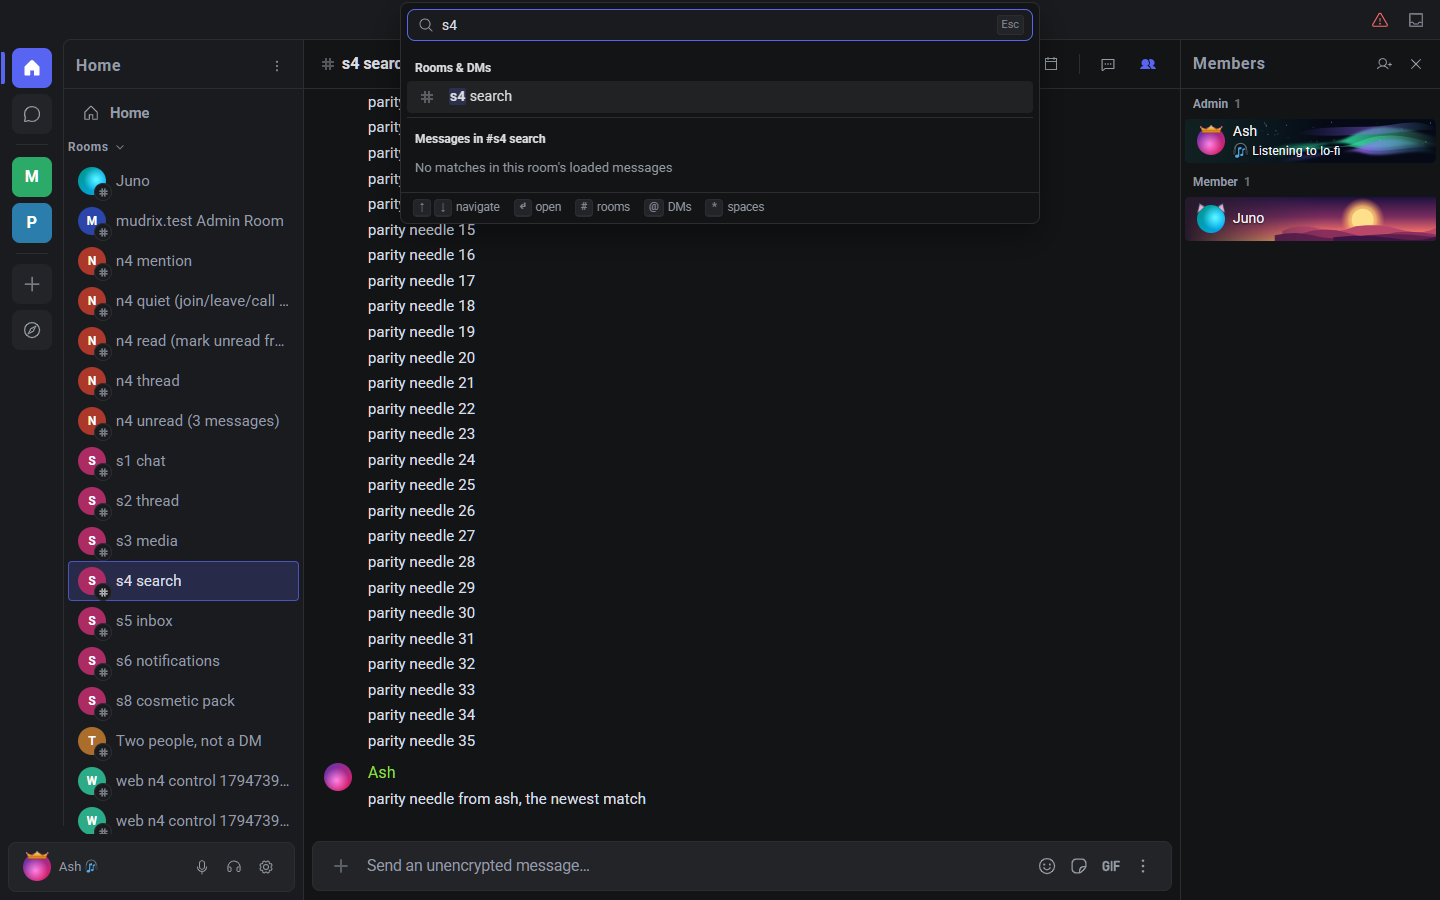 s4
Esc
Rooms & DMs
s4 search
Messages in #s4 search
No matches in this room's loaded messages
↑ ↓ navigate ↵ open # rooms @ DMs * spaces
Home
Home
Rooms
Juno
M
mudrix.test Admin Room
N
n4 mention
N
n4 quiet (join/leave/call ...
N
n4 read (mark unread fr...
N
n4 thread
N
n4 unread (3 messages)
S
s1 chat
S
s2 thread
S
s3 media
S
s4 search
S
s5 inbox
S
s6 notifications
S
s8 cosmetic pack
T
Two people, not a DM
W
web n4 control 1794739...
W
web n4 control 1794739...
M
P
Ash
s4 searc
parity
parity
parity
parity
parity
parity needle 15
parity needle 16
parity needle 17
parity needle 18
parity needle 19
parity needle 20
parity needle 21
parity needle 22
parity needle 23
parity needle 24
parity needle 25
parity needle 26
parity needle 27
parity needle 28
parity needle 29
parity needle 30
parity needle 31
parity needle 32
parity needle 33
parity needle 34
parity needle 35
Ash
parity needle from ash, the newest match
Send an unencrypted message...
GIF
Members
Admin 1
Ash
Listening to lo-fi
Member 1
Juno